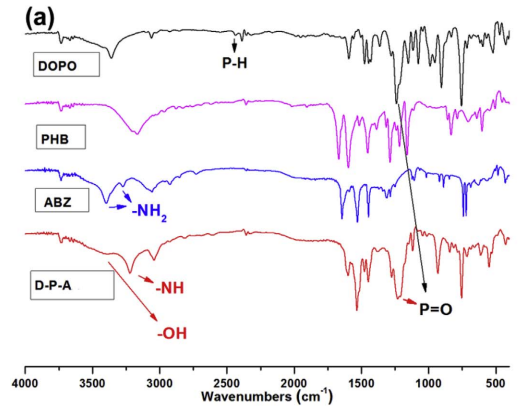 (a)
DOPO
P-H
PHB
ABZ
-NH2
D-P-A
-NH
-OH
P=O
4000 3500 3000 2500 2000 1500 1000 500
Wavenumbers (cm-1)